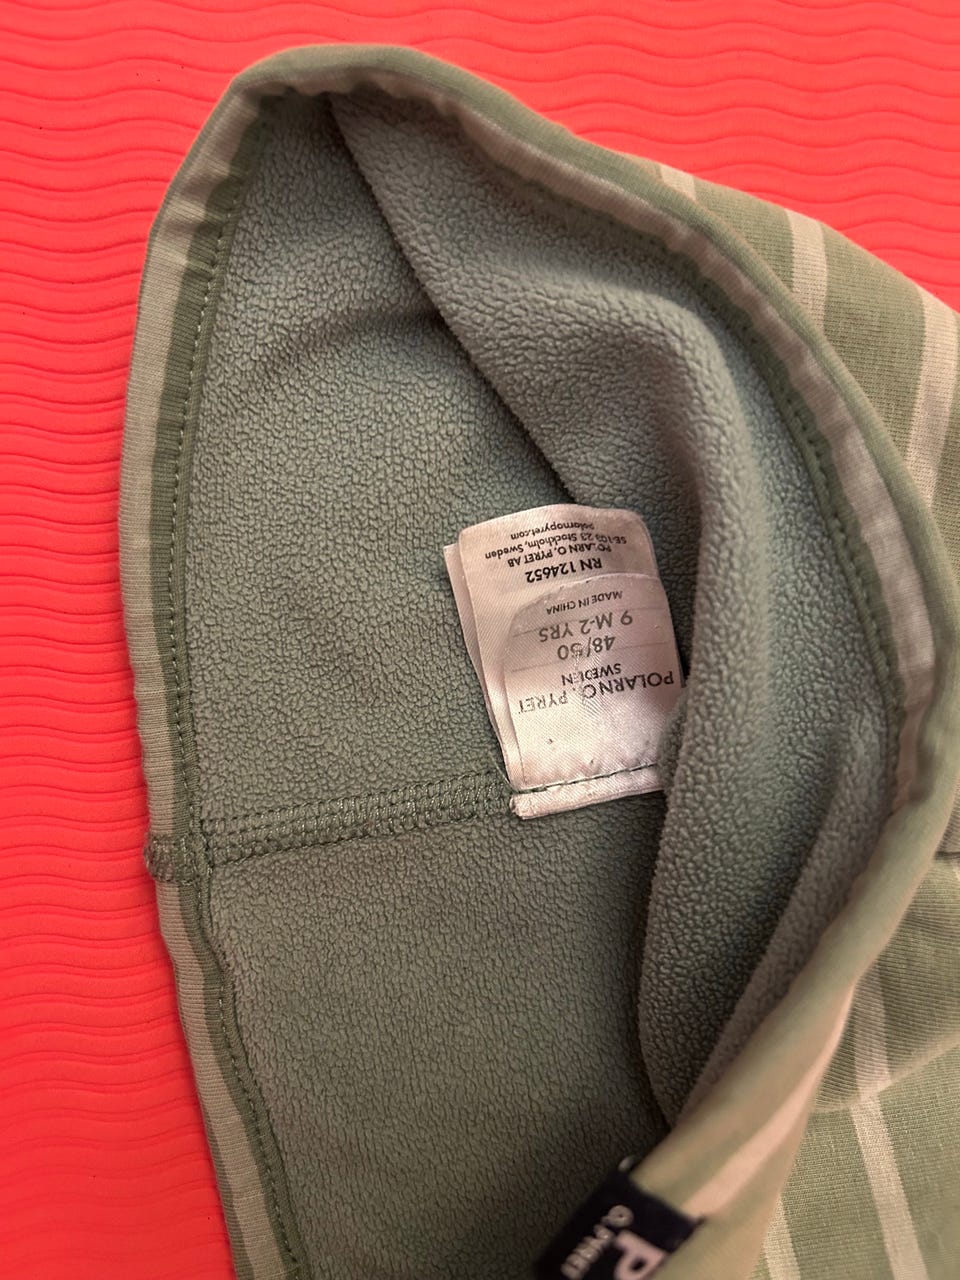 POLARN O. PYRET
SWEDEN
48/50
9 M-2 YRS
MADE IN CHINA
RN 124652
POLARN O. PYRET AB
SE-103 23 Stockholm, Sweden
polarnopyret.com
P
O. PYRET